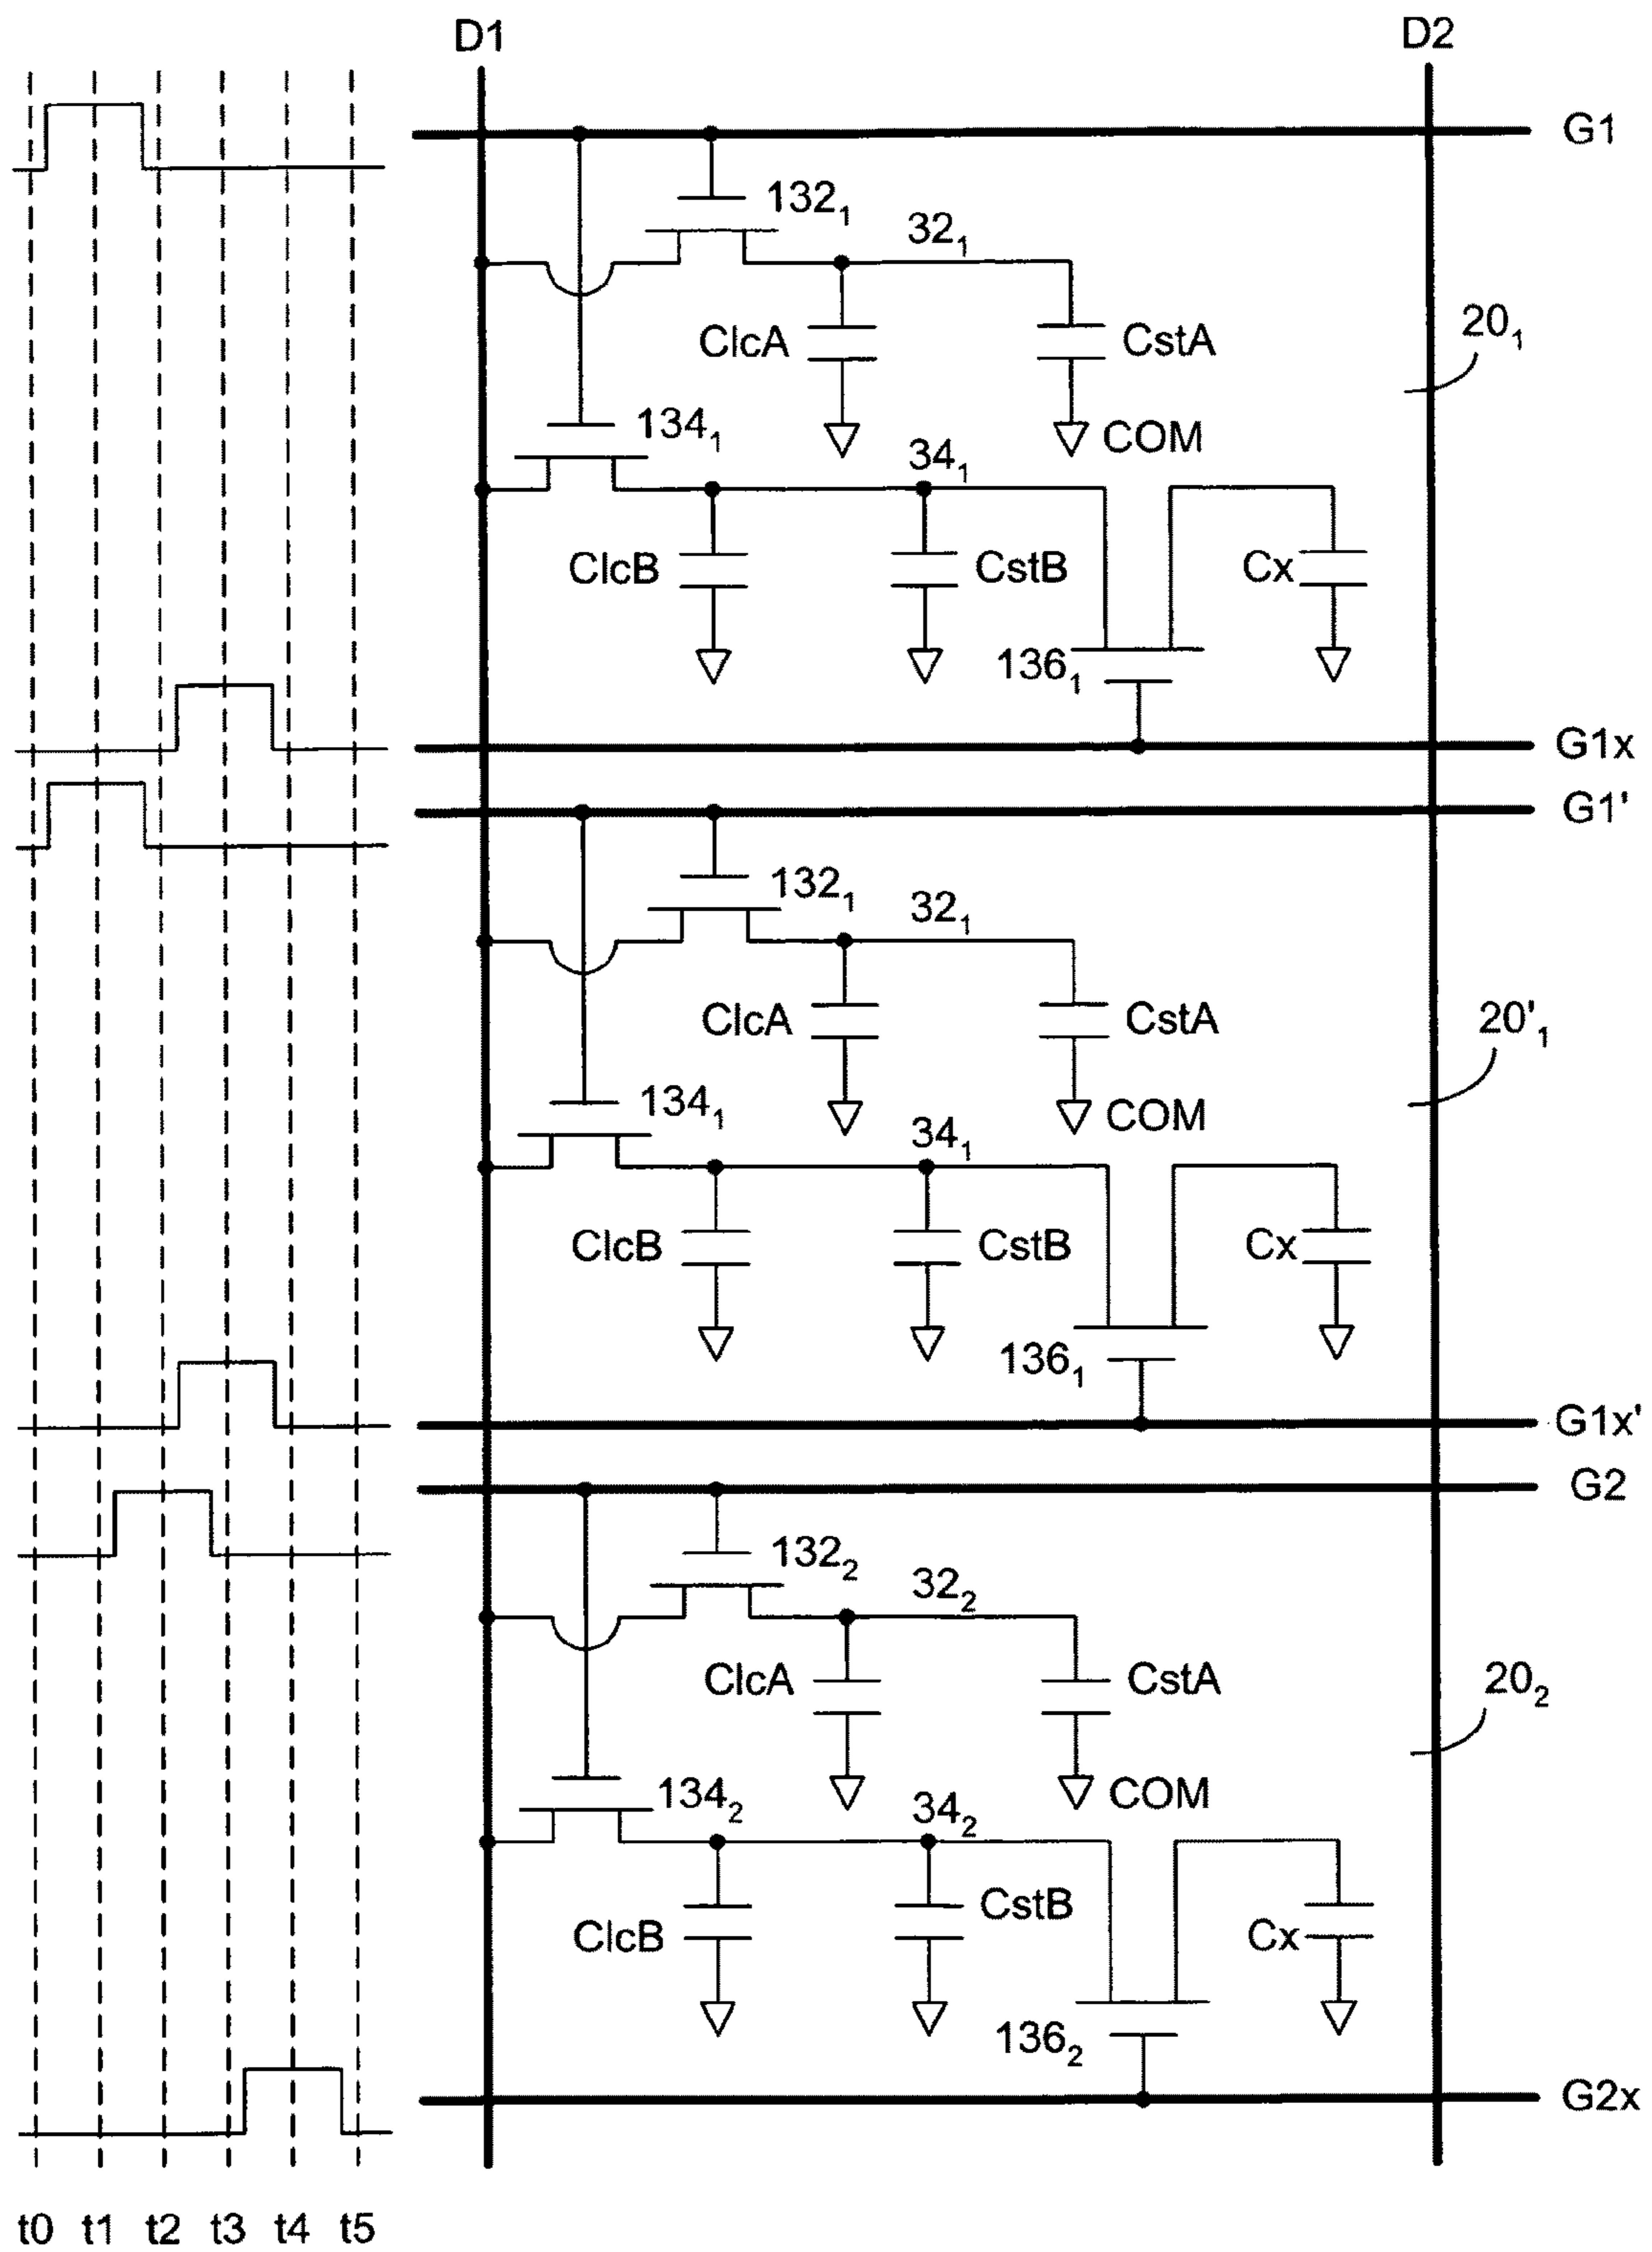 D1
D2
G1
132₁
32₁
20₁
ClcA
CstA
134₁
COM
34₁
ClcB
CstB
Cx
136₁
G1x
G1'
132₁
32₁
ClcA
CstA
20'₁
134₁
COM
34₁
ClcB
CstB
Cx
136₁
G1x'
G2
132₂
32₂
ClcA
CstA
20₂
134₂
COM
34₂
CstB
ClcB
Cx
136₂
G2x
t0 t1 t2 t3 t4 t5